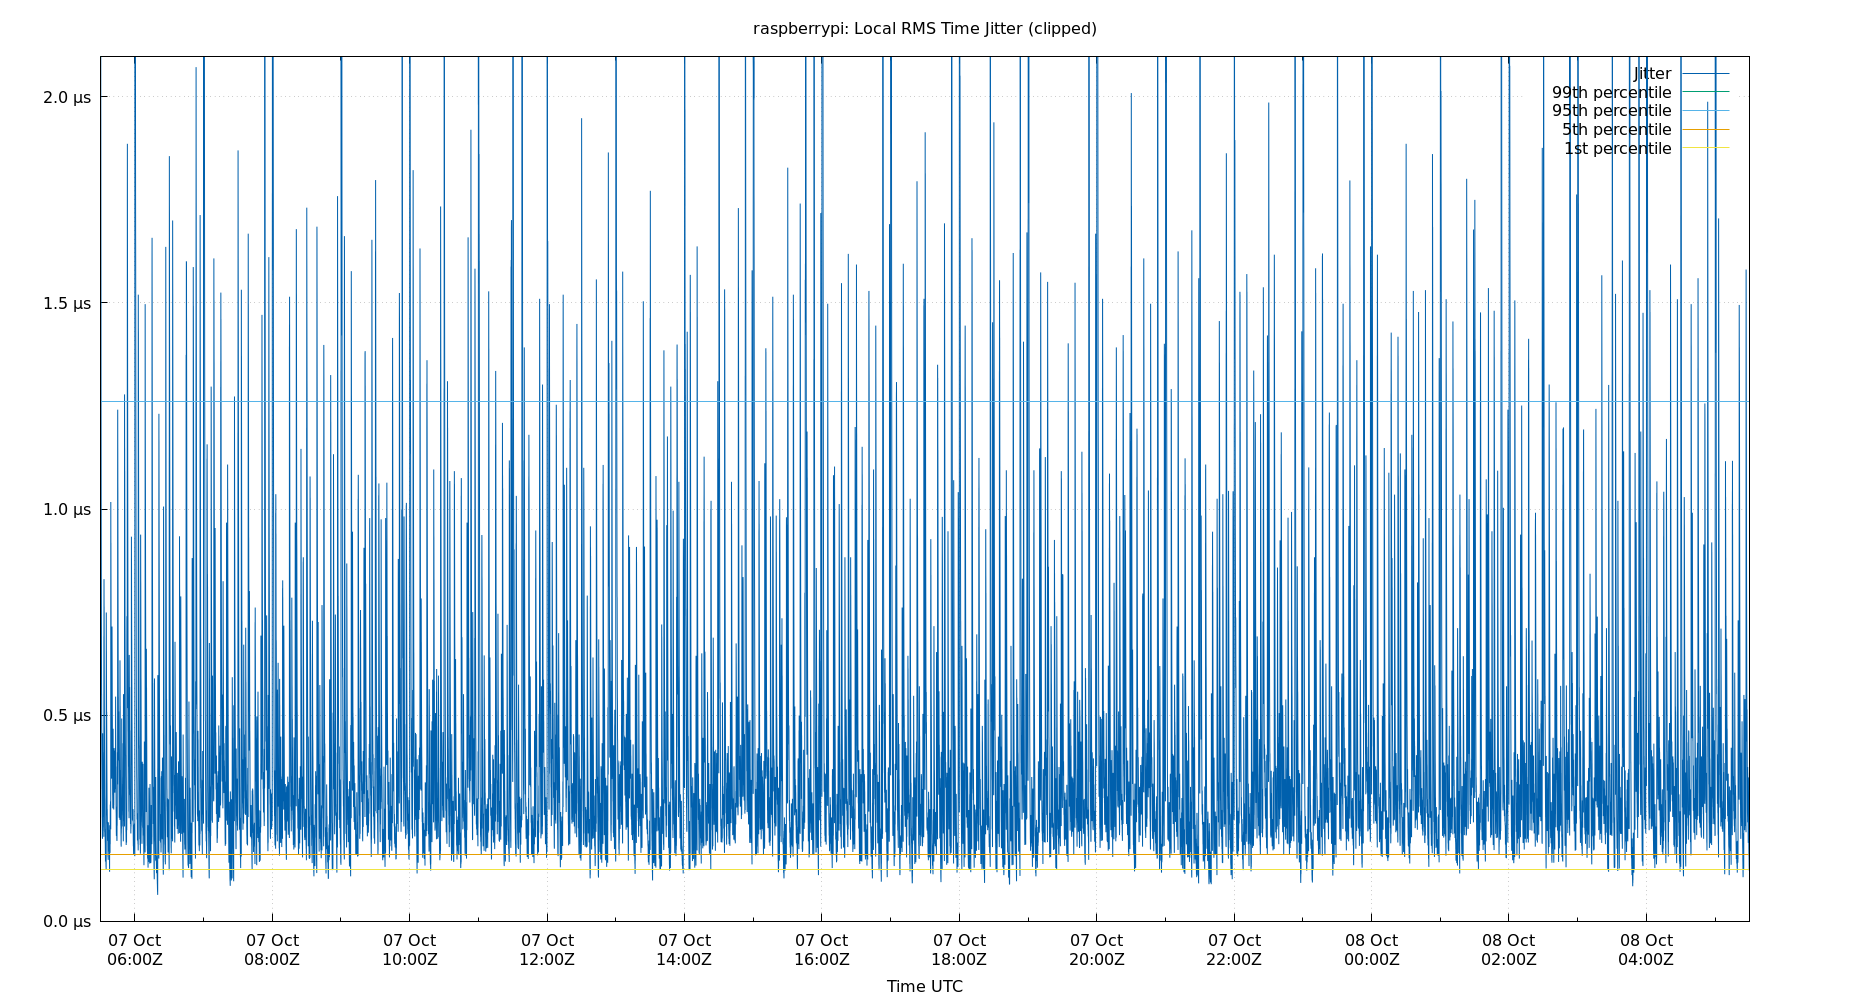 raspberrypi: Local RMS Time Jitter (clipped)
Jitter
99th percentile
95th percentile
5th percentile
1st percentile
2.0 µs
1.5 µs
1.0 µs
0.5 µs
0.0 µs
07 Oct 07 Oct 07 Oct 07 Oct 07 Oct 07 Oct 07 Oct 07 Oct 07 Oct 08 Oct 08 Oct 08 Oct
06:00Z 08:00Z 10:00Z 12:00Z 14:00Z 16:00Z 18:00Z 20:00Z 22:00Z 00:00Z 02:00Z 04:00Z
Time UTC